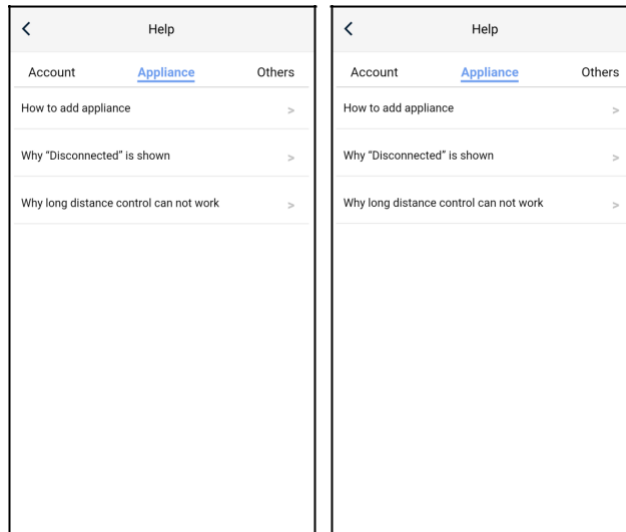 Help
Account Appliance Others
How to add appliance >
Why “Disconnected” is shown >
Why long distance control can not work >
Help
Account Appliance Others
How to add appliance >
Why “Disconnected” is shown >
Why long distance control can not work >